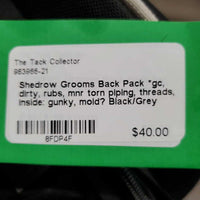 The Tack Collector
983966-21
Shedrow Grooms Back Pack *gc,
dirty, rubs, mnr torn piping, threads,
inside: gunky, mold? Black/Grey
$40.00
8FDP4F